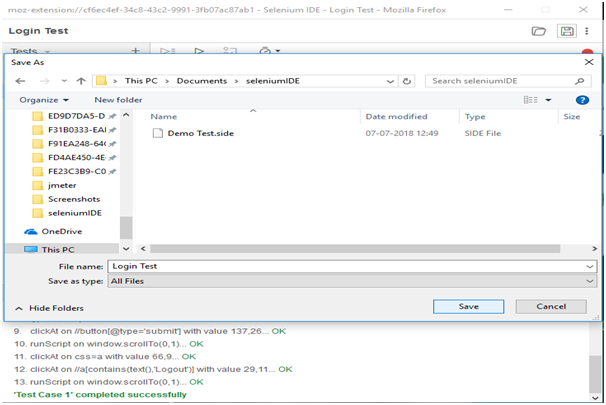 moz-extension://cf6ec4ef-34c8-43c2-9991-3fb07ac87ab1 - Selenium IDE - Login Test - Mozilla Firefox
Login Test
Tests
Save As
This PC > Documents > seleniumIDE
Search seleniumIDE
Organize New folder
Name Date modified Type Size
ED9D7DA5-D
F31B0333-EAI
F91EA248-640
FD4AE450-4E
FE23C3B9-C0
jmeter
Screenshots
seleniumIDE
OneDrive
This PC
Demo Test.side 07-07-2018 12:49 SIDE File
File name: Login Test
Save as type: All Files
Hide Folders Save Cancel
9. clickAt on //button[@type='submit'] with value 137,26... OK
10. runScript on window.scrollTo(0,1)... OK
11. clickAt on css=a with value 66,9... OK
12. clickAt on //a[contains(text(),'Logout')] with value 29,11... OK
13. runScript on window.scrollTo(0,1)... OK
'Test Case 1' completed successfully